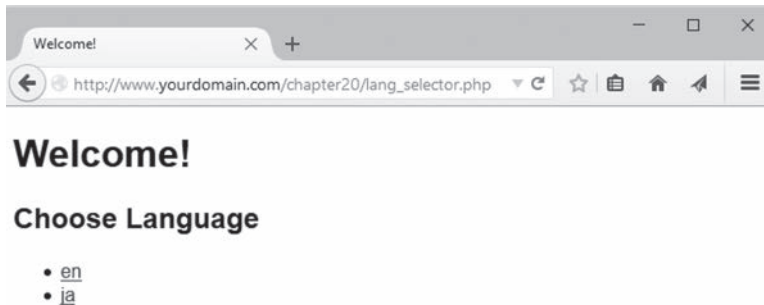 Welcome!
http://www.yourdomain.com/chapter20/lang_selector.php
Welcome!
Choose Language
• en
• ja